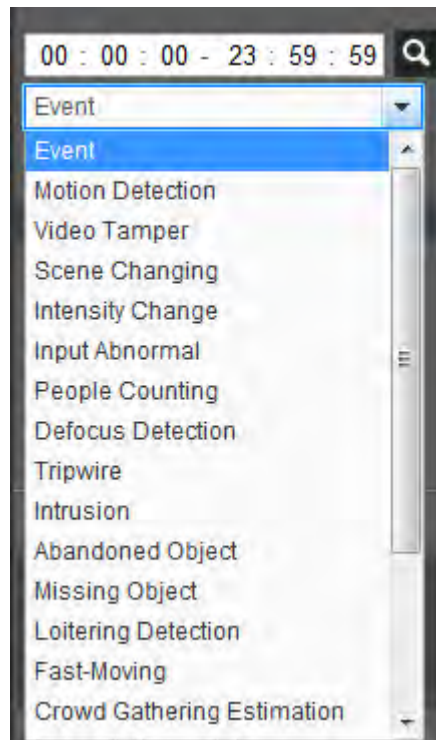 00 : 00 : 00 - 23 : 59 : 59
Event
Event
Motion Detection
Video Tamper
Scene Changing
Intensity Change
Input Abnormal
People Counting
Defocus Detection
Tripwire
Intrusion
Abandoned Object
Missing Object
Loitering Detection
Fast-Moving
Crowd Gathering Estimation